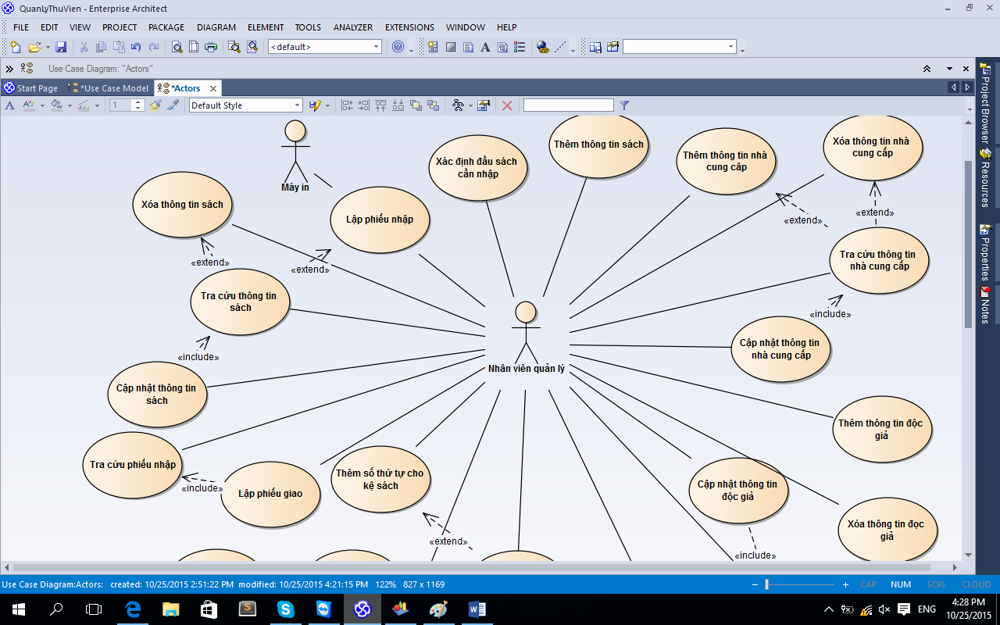 QuanLyThuVien - Enterprise Architect
FILE EDIT VIEW PROJECT PACKAGE DIAGRAM ELEMENT TOOLS ANALYZER EXTENSIONS WINDOW HELP
<default>
Use Case Diagram: "Actors"
Start Page *Use Case Model *Actors
1 Default Style
Project Browser
Resources
Properties
Notes
Máy in
Xác định đầu sách
cần nhập
Thêm thông tin sách
Thêm thông tin nhà
cung câp
Xóa thông tin nhà
cung cấp
Xóa thông tin sách
Lập phiếu nhập
«extend»
«extend»
«extend»
«extend»
Tra cứu thông tin
sách
Tra cứu thông tin
nhà cung cấp
«include»
«include»
Nhân viên quản lý
Cập nhật thông tin
nhà cung cấp
Cập nhật thông tin
sách
Thêm thông tin độc
giả
Tra cứu phiếu nhập
«include»
Lập phiếu giao
Thêm số thứ tự cho
kệ sách
Cập nhật thông tin
độc giả
Xóa thông tin đọc
giả
«extend»
«include»
Use Case Diagram:Actors: created: 10/25/2015 2:51:22 PM modified: 10/25/2015 4:21:15 PM 122% 827 x 1169
CAP NUM SCRL CLOUD
ENG
4:28 PM
10/25/2015